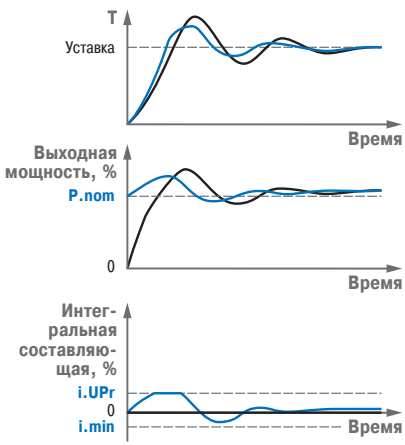 T
Уставка
Время
Выходная
мощность, %
P.nom
0
Время
Интег-
ральная
составляю-
щая, %
i.UPr
0
i.min
Время